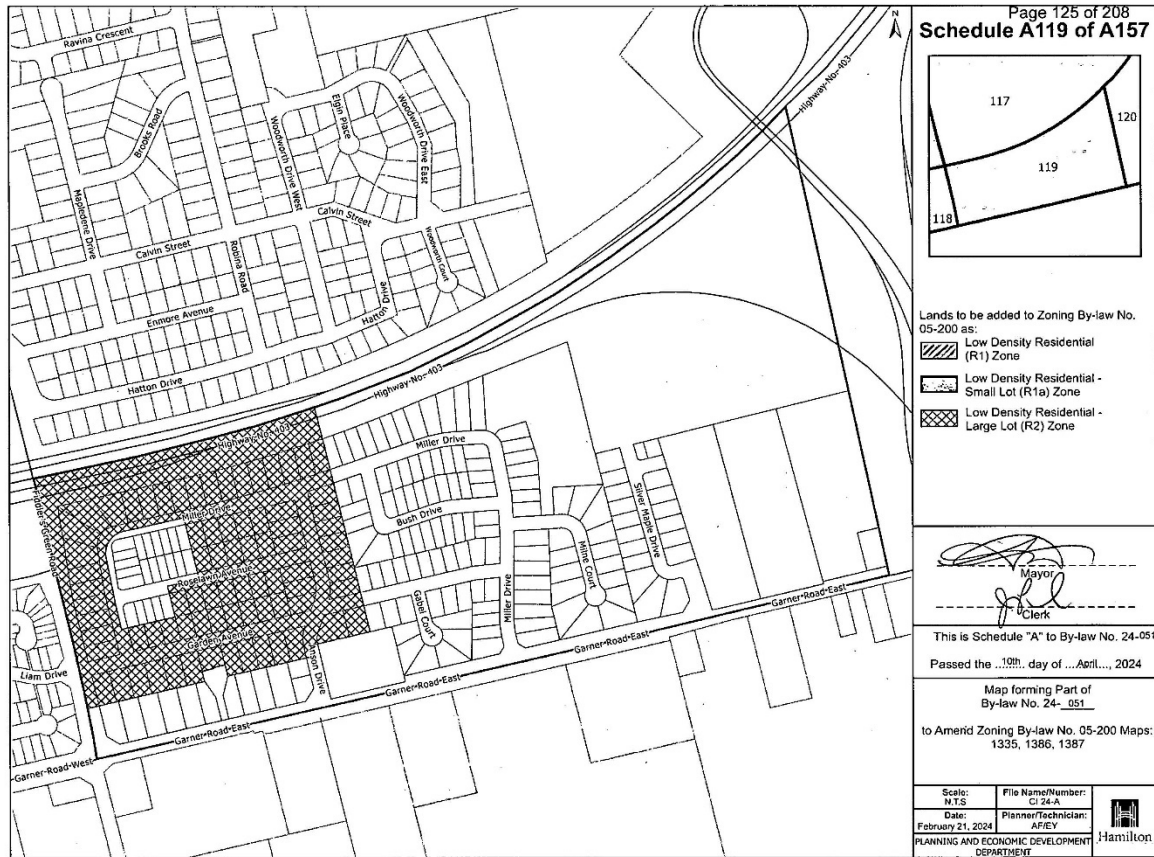 Page 125 of 208
Schedule A119 of A157
N
117
120
119
118
Lands to be added to Zoning By-law No.
05-200 as:
Low Density Residential
(R1) Zone
Low Density Residential -
Small Lot (R1a) Zone
Low Density Residential -
Large Lot (R2) Zone
Mayor
Clerk
This is Schedule "A" to By-law No. 24-051
Passed the ..10th.. day of ....April...., 2024
Map forming Part of
By-law No. 24- 051
to Amend Zoning By-law No. 05-200 Maps:
1335, 1386, 1387
Scale:
N.T.S
File Name/Number:
CI 24-A
Date:
February 21, 2024
Planner/Technician:
AF/EY
PLANNING AND ECONOMIC DEVELOPMENT
DEPARTMENT
Hamilton
Ravina Crescent
Brooks Road
Mapledene Drive
Elgin Place
Woodworth Drive West
Woodworth Drive East
Calvin Street
Calvin Street
Robina Road
Woodworth Court
Enmore Avenue
Hatton Drive
Hatton Drive
Highway-No-403
Highway-No-403
Highway-No-403
Fiddler's Green Road
Miller Drive
Miller Drive
Bush Drive
Roselawn Avenue
Garden Avenue
Gabel Court
Miller Drive
Milne Court
Silver Maple Drive
Anson Drive
Liam Drive
Garner-Road-West
Garner-Road-East
Garner-Road-East
Garner-Road-East
Garner-Road-East